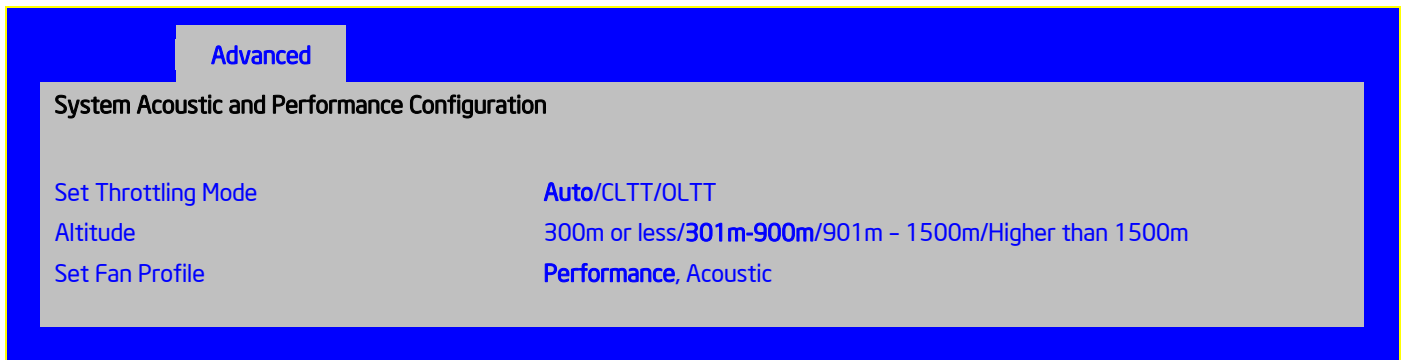 Advanced
System Acoustic and Performance Configuration
Set Throttling Mode Auto/CLTT/OLTT
Altitude 300m or less/301m-900m/901m – 1500m/Higher than 1500m
Set Fan Profile Performance, Acoustic